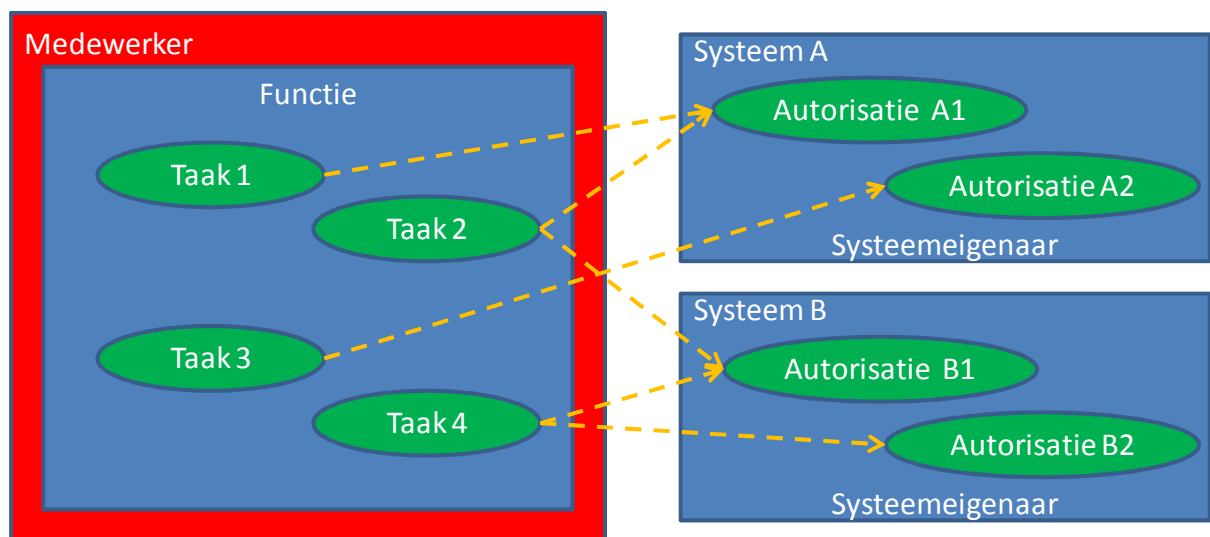 Medewerker
Functie
Taak 1
Taak 2
Taak 3
Taak 4
Systeem A
Autorisatie A1
Autorisatie A2
Systeemeigenaar
Systeem B
Autorisatie B1
Autorisatie B2
Systeemeigenaar